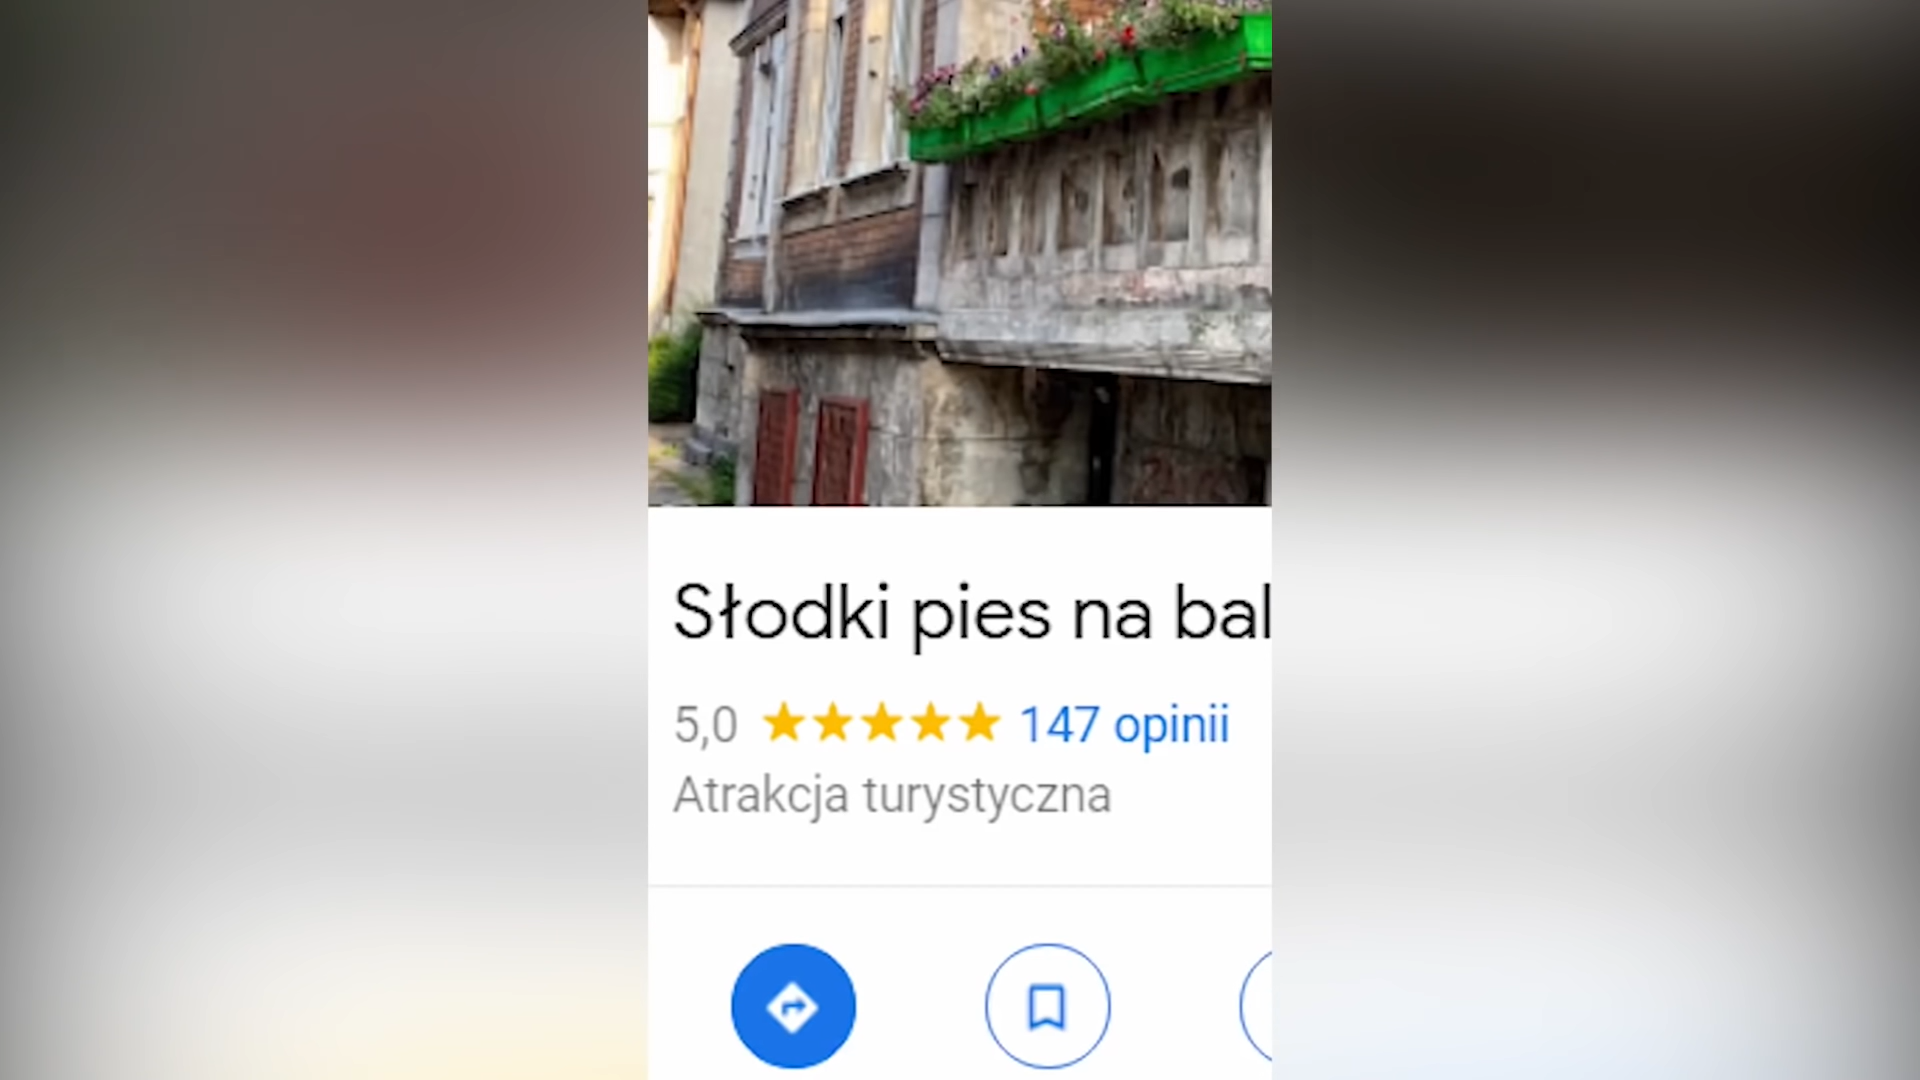 Słodki pies na bal
5,0 147 opinii
Atrakcja turystyczna